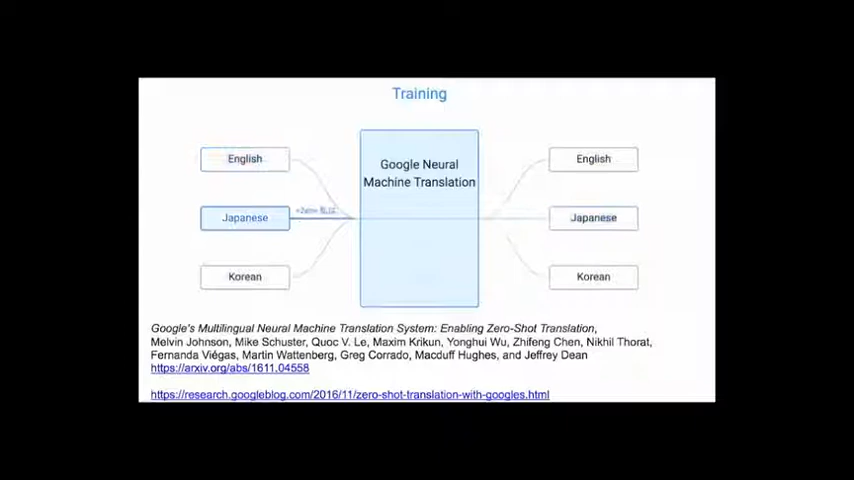 Training
English
Google Neural
Machine Translation
English
Japanese
Japanese
Korean
Korean
Google's Multilingual Neural Machine Translation System: Enabling Zero-Shot Translation,
Melvin Johnson, Mike Schuster, Quoc V. Le, Maxim Krikun, Yonghui Wu, Zhifeng Chen, Nikhil Thorat,
Fernanda Viégas, Martin Wattenberg, Greg Corrado, Macduff Hughes, and Jeffrey Dean
https://arxiv.org/abs/1611.04558
https://research.googleblog.com/2016/11/zero-shot-translation-with-googles.html